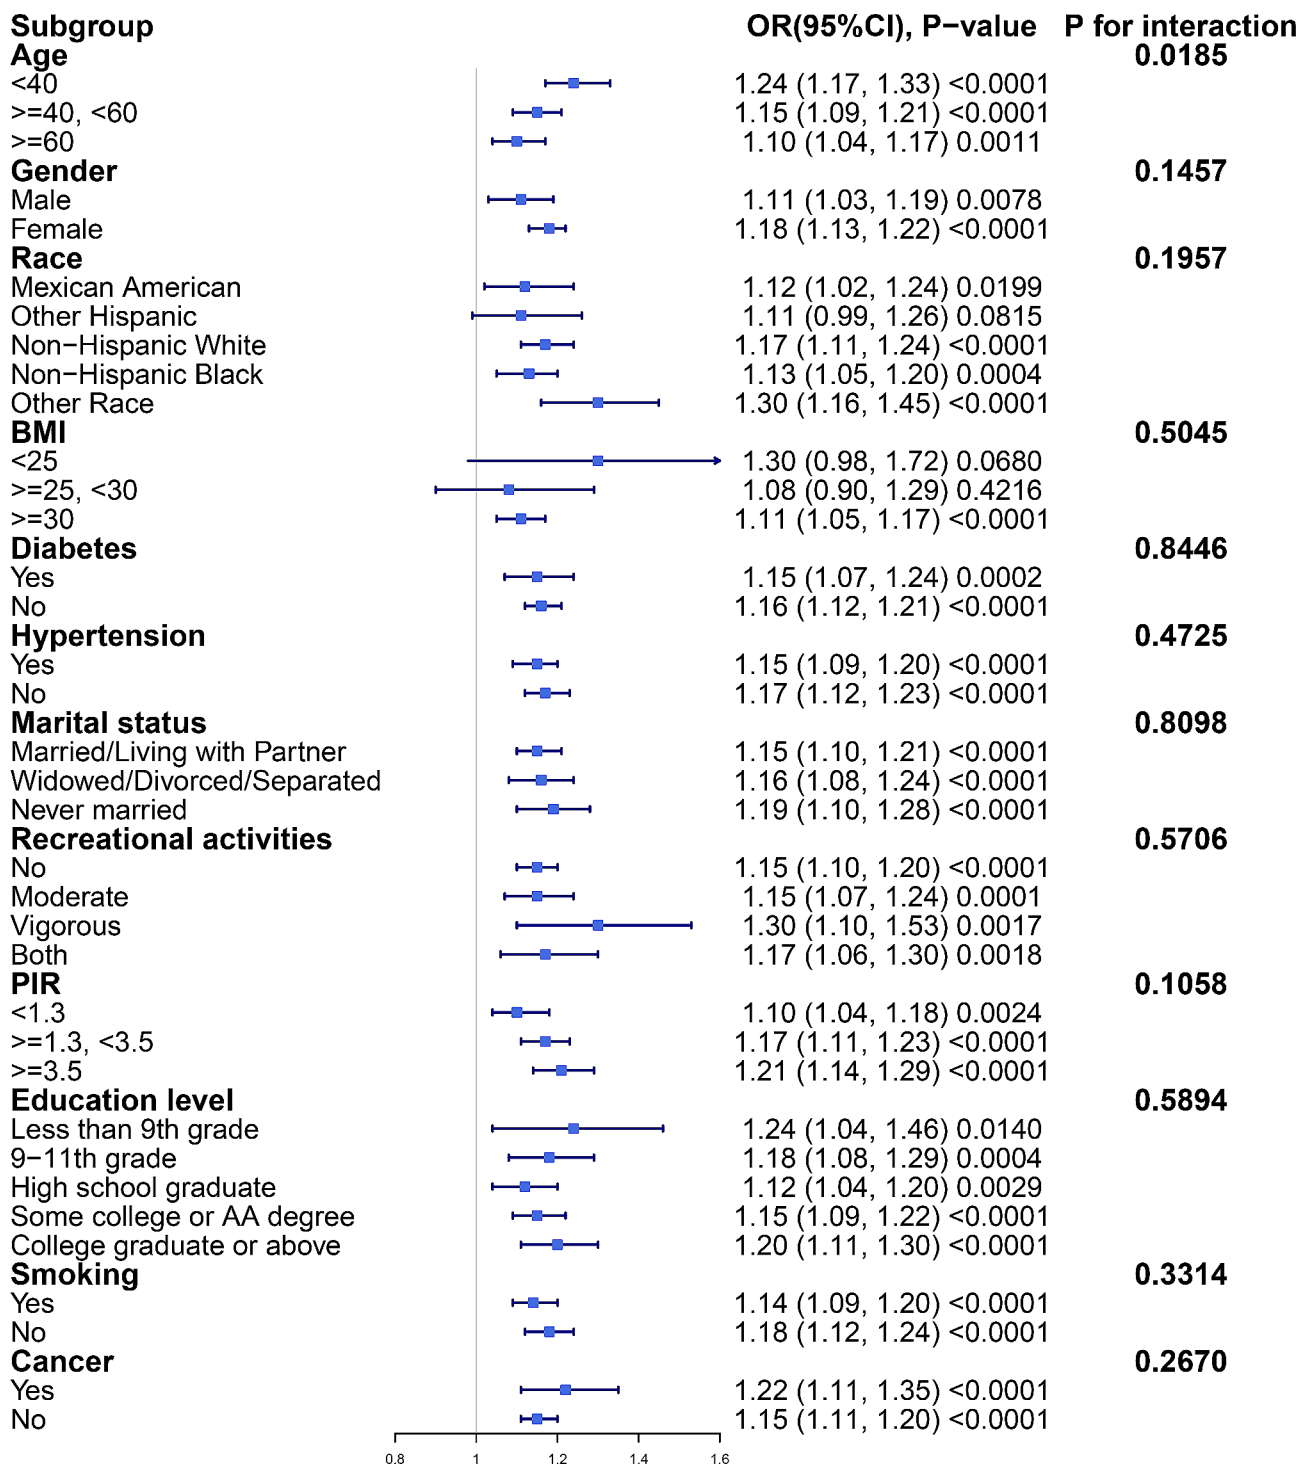 Subgroup OR(95%CI), P−value P for interaction
Age 0.0185
<40 1.24 (1.17, 1.33) <0.0001
>=40, <60 1.15 (1.09, 1.21) <0.0001
>=60 1.10 (1.04, 1.17) 0.0011
Gender 0.1457
Male 1.11 (1.03, 1.19) 0.0078
Female 1.18 (1.13, 1.22) <0.0001
Race 0.1957
Mexican American 1.12 (1.02, 1.24) 0.0199
Other Hispanic 1.11 (0.99, 1.26) 0.0815
Non−Hispanic White 1.17 (1.11, 1.24) <0.0001
Non−Hispanic Black 1.13 (1.05, 1.20) 0.0004
Other Race 1.30 (1.16, 1.45) <0.0001
BMI 0.5045
<25 1.30 (0.98, 1.72) 0.0680
>=25, <30 1.08 (0.90, 1.29) 0.4216
>=30 1.11 (1.05, 1.17) <0.0001
Diabetes 0.8446
Yes 1.15 (1.07, 1.24) 0.0002
No 1.16 (1.12, 1.21) <0.0001
Hypertension 0.4725
Yes 1.15 (1.09, 1.20) <0.0001
No 1.17 (1.12, 1.23) <0.0001
Marital status 0.8098
Married/Living with Partner 1.15 (1.10, 1.21) <0.0001
Widowed/Divorced/Separated 1.16 (1.08, 1.24) <0.0001
Never married 1.19 (1.10, 1.28) <0.0001
Recreational activities 0.5706
No 1.15 (1.10, 1.20) <0.0001
Moderate 1.15 (1.07, 1.24) 0.0001
Vigorous 1.30 (1.10, 1.53) 0.0017
Both 1.17 (1.06, 1.30) 0.0018
PIR 0.1058
<1.3 1.10 (1.04, 1.18) 0.0024
>=1.3, <3.5 1.17 (1.11, 1.23) <0.0001
>=3.5 1.21 (1.14, 1.29) <0.0001
Education level 0.5894
Less than 9th grade 1.24 (1.04, 1.46) 0.0140
9−11th grade 1.18 (1.08, 1.29) 0.0004
High school graduate 1.12 (1.04, 1.20) 0.0029
Some college or AA degree 1.15 (1.09, 1.22) <0.0001
College graduate or above 1.20 (1.11, 1.30) <0.0001
Smoking 0.3314
Yes 1.14 (1.09, 1.20) <0.0001
No 1.18 (1.12, 1.24) <0.0001
Cancer 0.2670
Yes 1.22 (1.11, 1.35) <0.0001
No 1.15 (1.11, 1.20) <0.0001
0.8 1 1.2 1.4 1.6